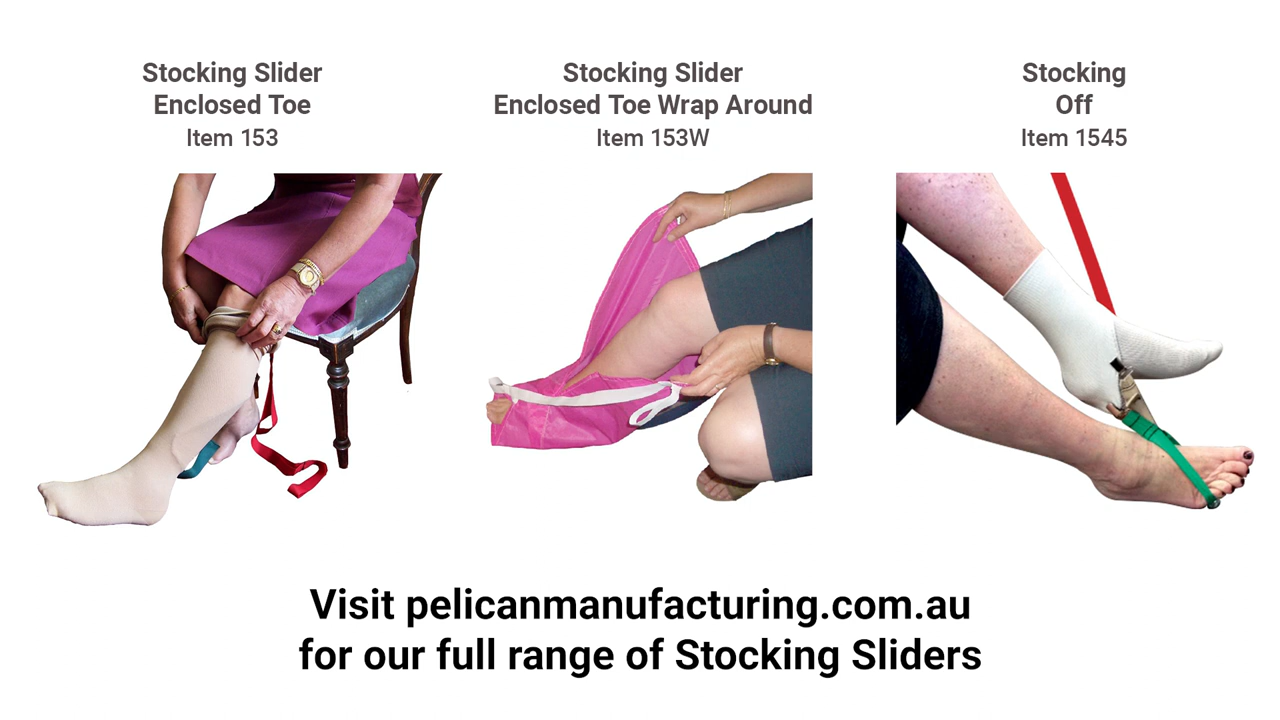 Stocking Slider
Enclosed Toe
Item 153
Stocking Slider
Enclosed Toe Wrap Around
Item 153W
Stocking
Off
Item 1545
Visit pelicanmanufacturing.com.au
for our full range of Stocking Sliders